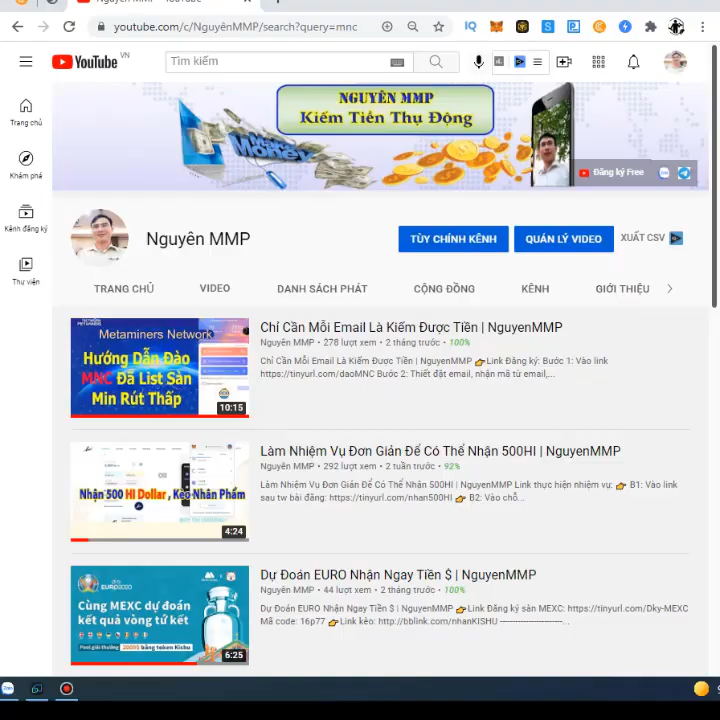 youtube.com/c/NguyênMMP/search?query=mnc
YouTube VN
Tìm kiếm
Trang chủ
Khám phá
Kênh đăng ký
Thư viện
NGUYÊN MMP
Kiếm Tiền Thụ Động
Đăng ký Free
Nguyên MMP
TÙY CHỈNH KÊNH
QUẢN LÝ VIDEO
XUẤT CSV
TRANG CHỦ
VIDEO
DANH SÁCH PHÁT
CỘNG ĐỒNG
KÊNH
GIỚI THIỆU
Metaminers Network
Hướng Dẫn Đào
MNC Đã List Sàn
Min Rút Thấp
10:15
Chỉ Cần Mỗi Email Là Kiếm Được Tiền | NguyenMMP
Nguyên MMP • 278 lượt xem • 2 tháng trước • 100%
Chỉ Cần Mỗi Email Là Kiếm Được Tiền | NguyenMMP 👉Link Đăng ký: Bước 1: Vào link
https://tinyurl.com/daoMNC Bước 2: Thiết đặt email, nhận mã từ email,...
Nhận 500 HI Dollar , Kèo Nhân Phẩm
4:24
Làm Nhiệm Vụ Đơn Giản Để Có Thể Nhận 500HI | NguyenMMP
Nguyên MMP • 292 lượt xem • 2 tuần trước • 92%
Làm Nhiệm Vụ Đơn Giản Để Có Thể Nhận 500HI | NguyenMMP Link thực hiện nhiệm vụ: 👉 B1: Vào link
sau tw bài đăng: https://tinyurl.com/nhan500HI 👉 B2: Vào chỗ...
EURO2020
Cùng MEXC dự đoán
kết quả vòng tứ kết
Pool giải thưởng 2000$ bằng token Kishu
6:25
Dự Đoán EURO Nhận Ngay Tiền $ | NguyenMMP
Nguyên MMP • 44 lượt xem • 2 tháng trước • 100%
Dự Đoán EURO Nhận Ngay Tiền $ | NguyenMMP 👉Link Đăng ký sàn MEXC: https://tinyurl.com/Dky-MEXC
Mã code: 16p77 👉Link kèo: http://bblink.com/nhanKISHU ----------------------...